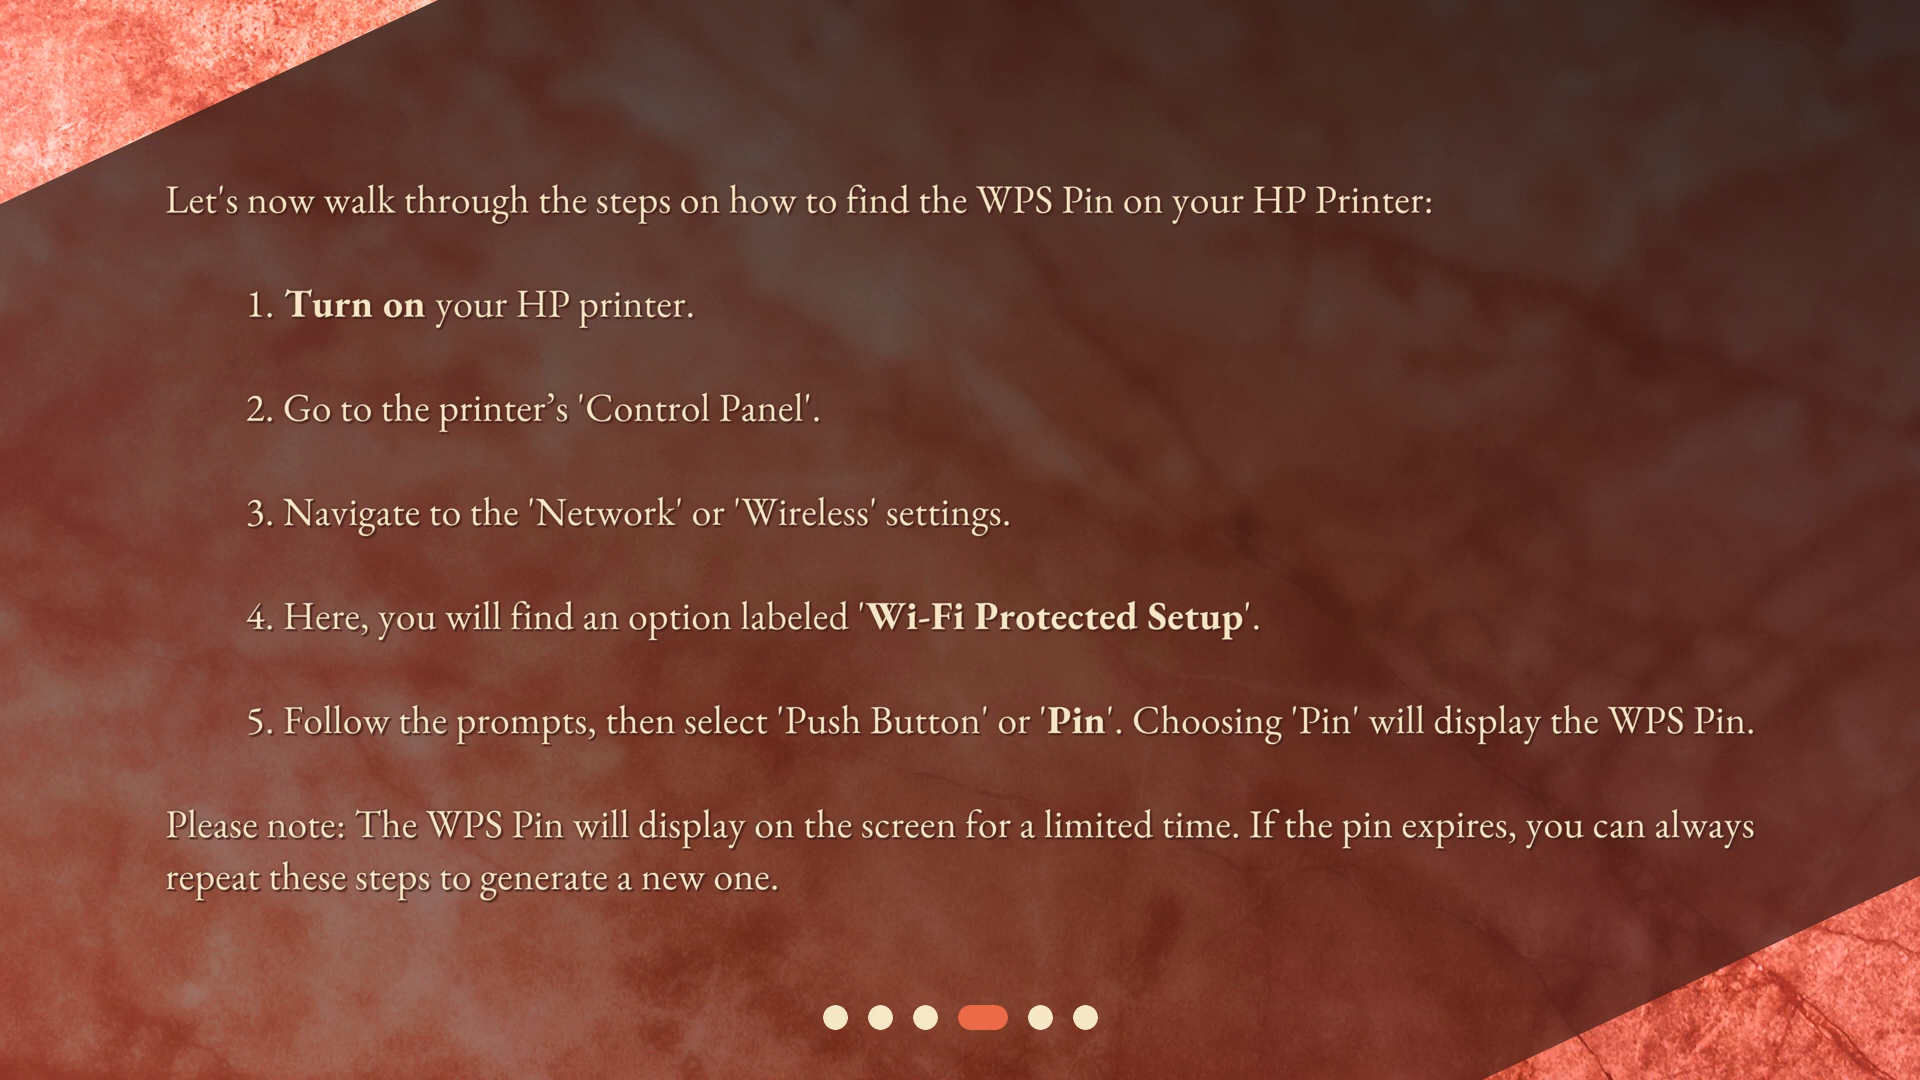 Let's now walk through the steps on how to find the WPS Pin on your HP Printer:
1. Turn on your HP printer.
2. Go to the printer’s 'Control Panel'.
3. Navigate to the 'Network' or 'Wireless' settings.
4. Here, you will find an option labeled 'Wi-Fi Protected Setup'.
5. Follow the prompts, then select 'Push Button' or 'Pin'. Choosing 'Pin' will display the WPS Pin.
Please note: The WPS Pin will display on the screen for a limited time. If the pin expires, you can always
repeat these steps to generate a new one.